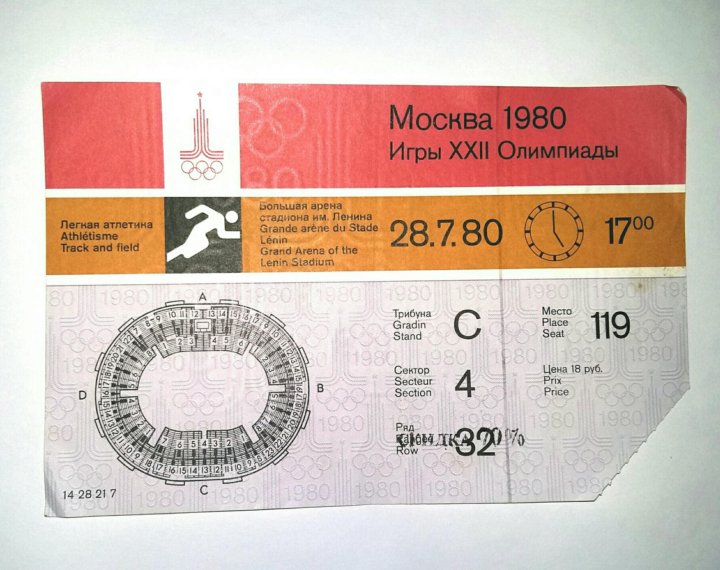 Москва 1980
Игры XXII Олимпиады
Легкая атлетика
Athlétisme
Track and field
Большая арена
стадиона им. Ленина
Grande arène du Stade
Lénin
Grand Arena of the
Lenin Stadium
28.7.80
17⁰⁰
A
B
C
D
14 28 21 7
Трибуна
Gradin
Stand
C
Место
Place
Seat
119
Сектор
Secteur
Section
4
Цена 18 руб.
Prix
Price
Ряд
Row
32
70%